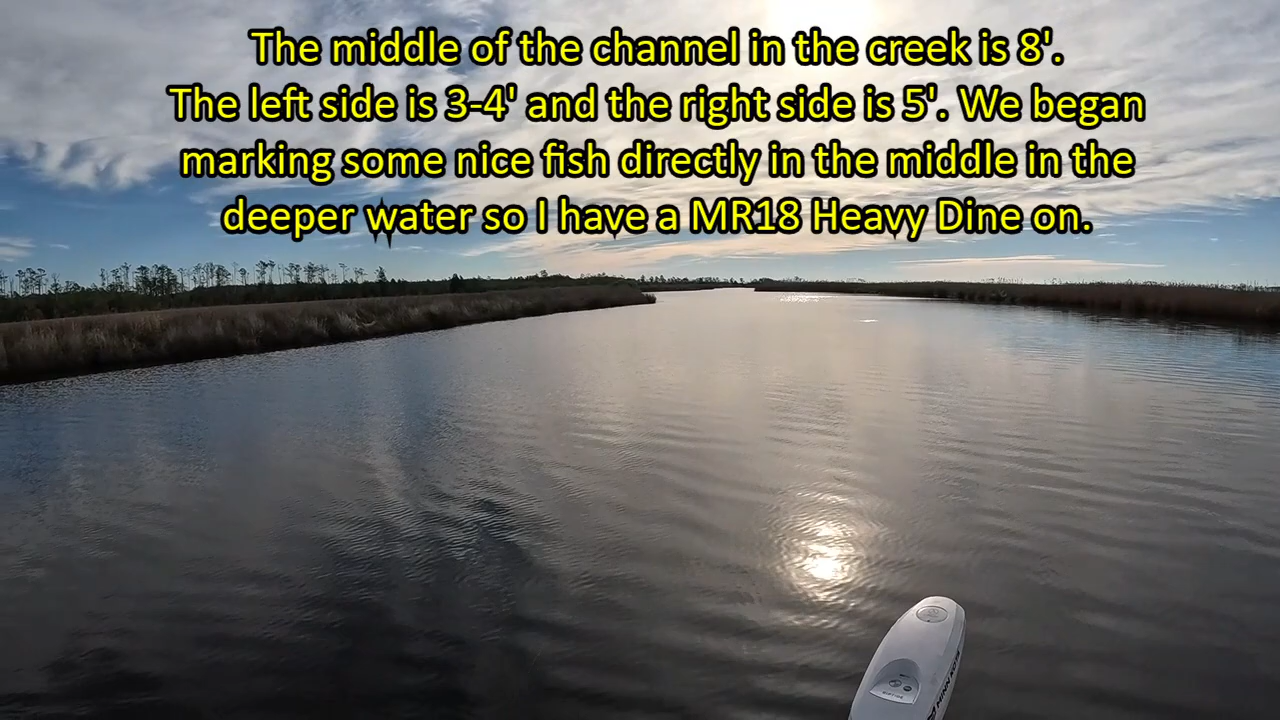 The middle of the channel in the creek is 8'.
The left side is 3-4' and the right side is 5'. We began
marking some nice fish directly in the middle in the
deeper water so I have a MR18 Heavy Dine on.
MINN KOTA